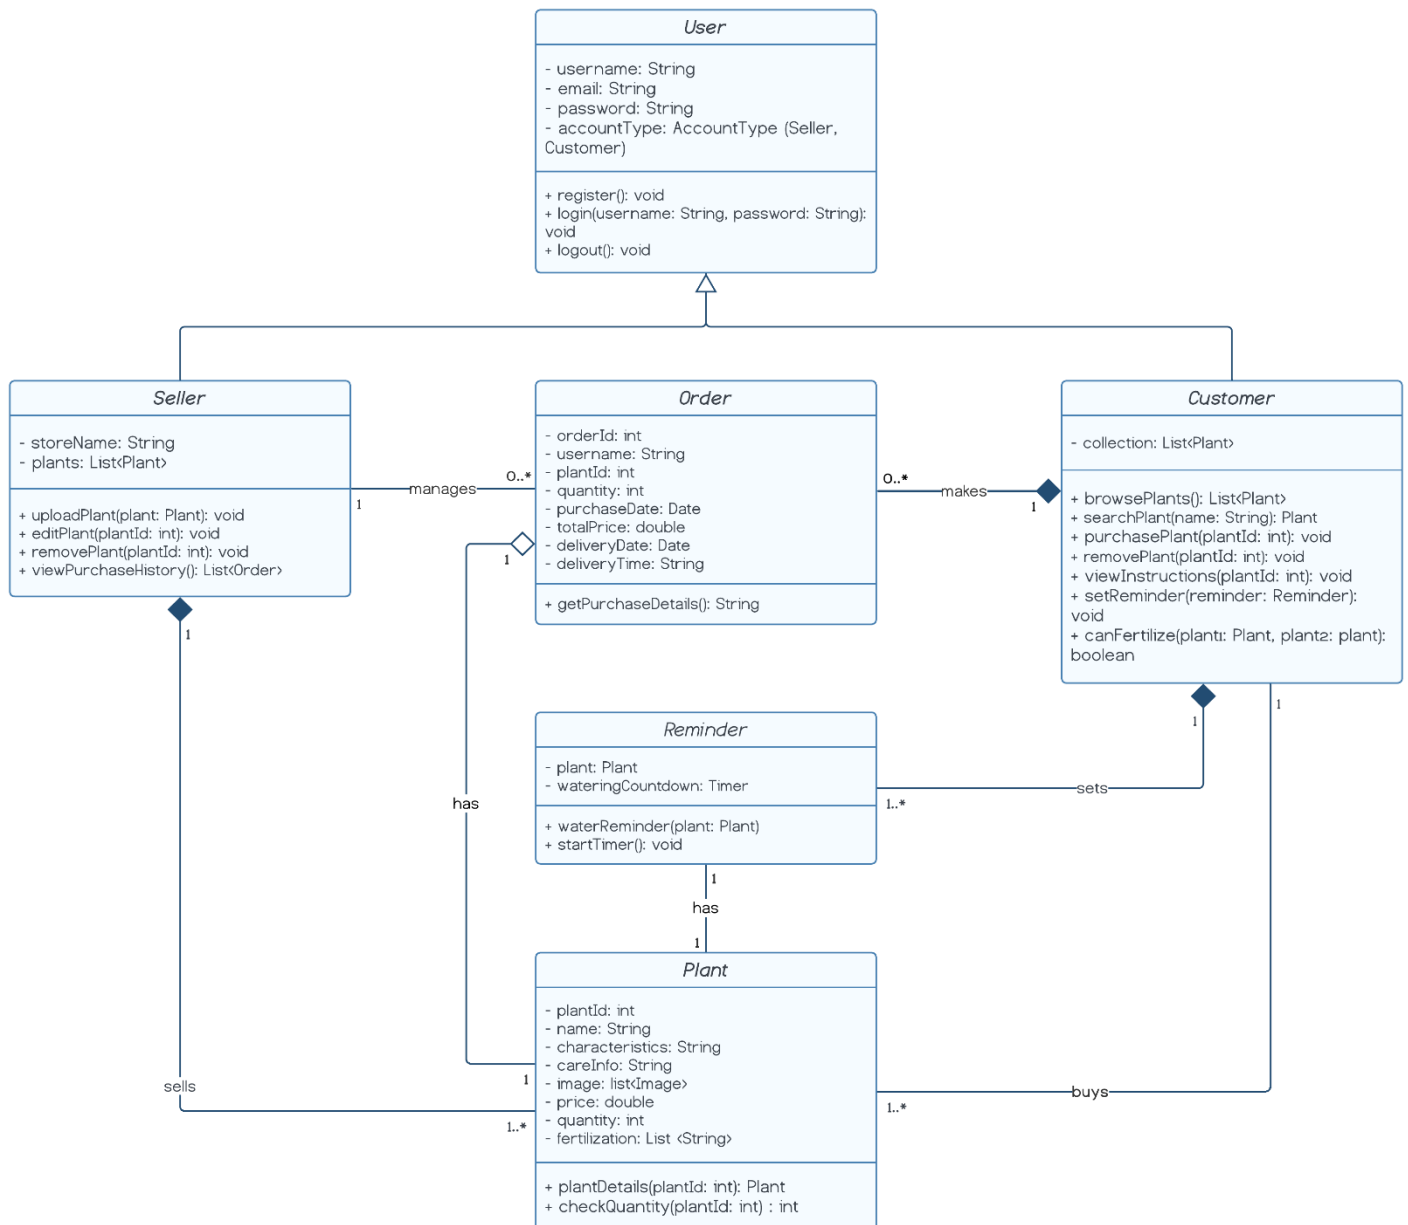 User
- username: String
- email: String
- password: String
- accountType: AccountType (Seller,
Customer)
+ register(): void
+ login(username: String, password: String):
void
+ logout(): void
Seller
- storeName: String
- plants: List<Plant>
+ uploadPlant(plant: Plant): void
+ editPlant(plantId: int): void
+ removePlant(plantId: int): void
+ viewPurchaseHistory(): List<Order>
1
manages
0..*
Order
- orderId: int
- username: String
- plantId: int
- quantity: int
- purchaseDate: Date
- totalPrice: double
- deliveryDate: Date
- deliveryTime: String
+ getPurchaseDetails(): String
0..*
makes
1
Customer
- collection: List<Plant>
+ browsePlants(): List<Plant>
+ searchPlant(name: String): Plant
+ purchasePlant(plantId: int): void
+ removePlant(plantId: int): void
+ viewInstructions(plantId: int): void
+ setReminder(reminder: Reminder):
void
+ canFertilize(plant1: Plant, plant2: plant):
boolean
1
1
1
1
has
Reminder
- plant: Plant
- wateringCountdown: Timer
+ waterReminder(plant: Plant)
+ startTimer(): void
1..*
sets
1
has
1
Plant
- plantId: int
- name: String
- characteristics: String
- careInfo: String
- image: list<Image>
- price: double
- quantity: int
- fertilization: List <String>
+ plantDetails(plantId: int): Plant
+ checkQuantity(plantId: int) : int
1
sells
1..*
1..*
buys